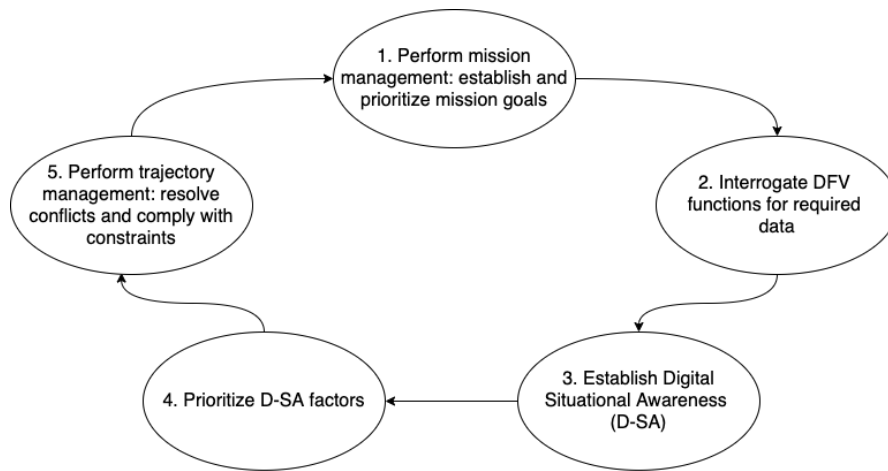 1. Perform mission
management: establish and
prioritize mission goals
2. Interrogate DFV
functions for required
data
3. Establish Digital
Situational Awareness
(D-SA)
4. Prioritize D-SA factors
5. Perform trajectory
management: resolve
conflicts and comply with
constraints